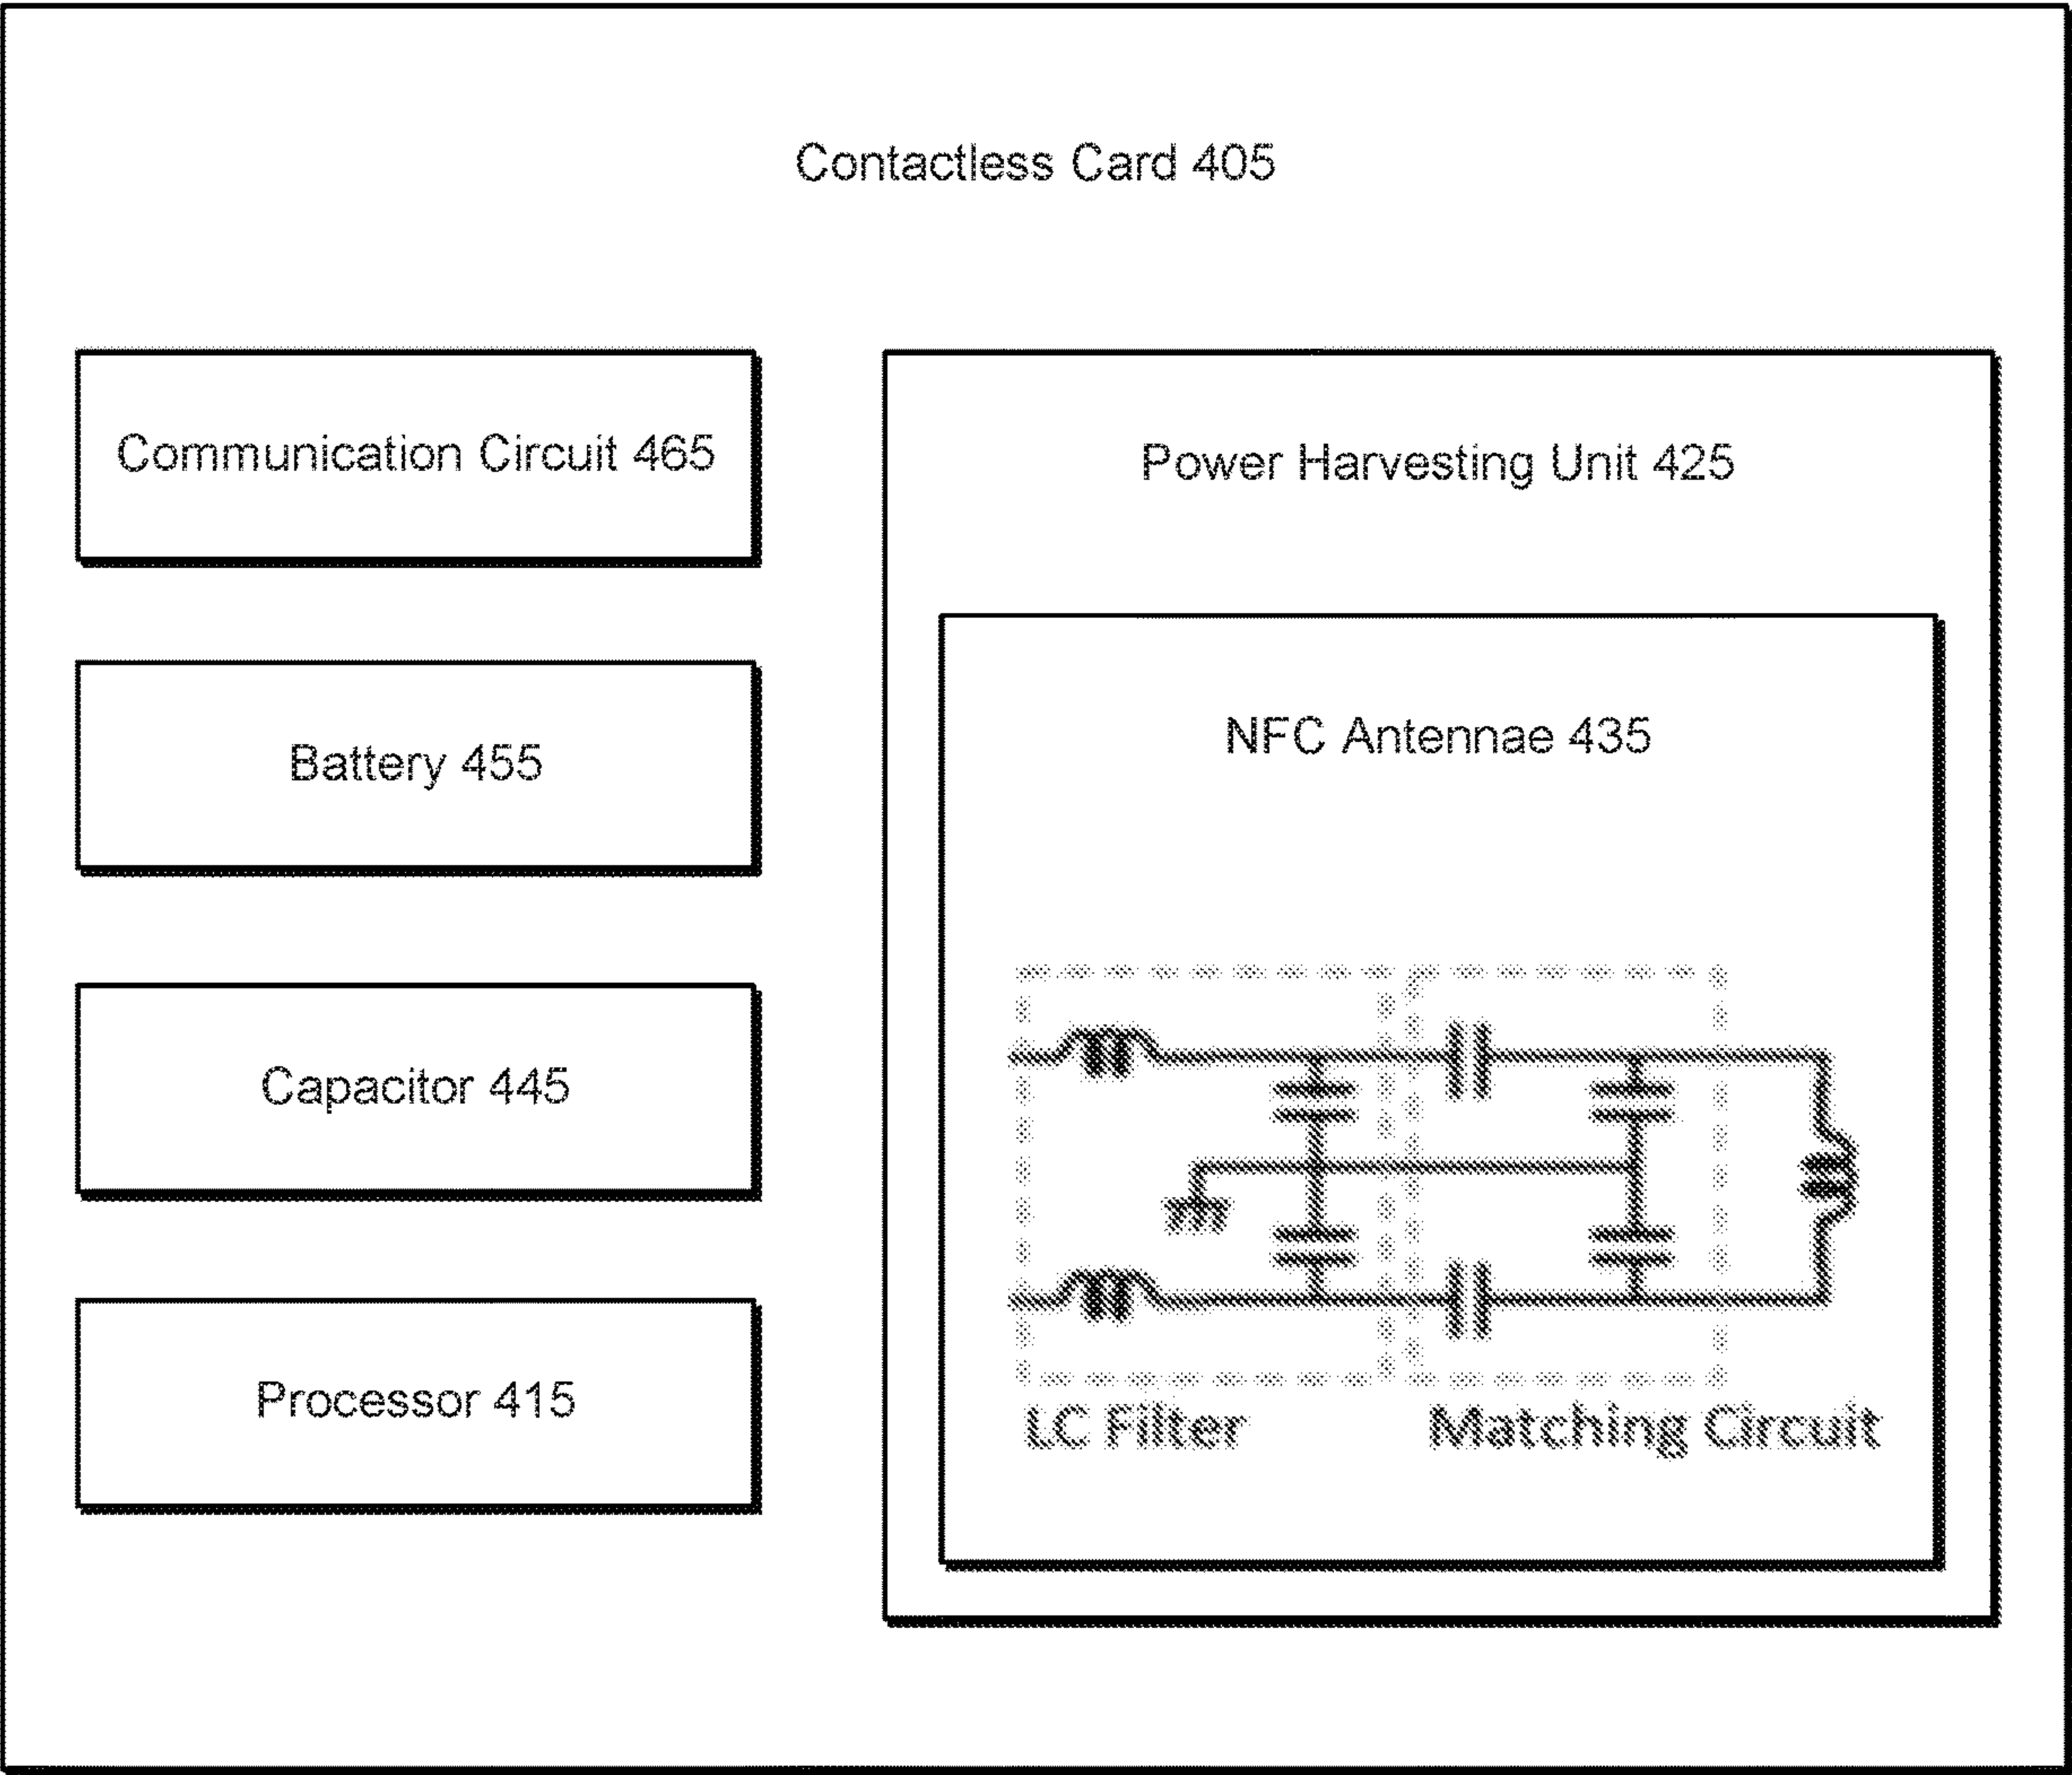 Contactless Card 405
Communication Circuit 465
Battery 455
Capacitor 445
Processor 415
Power Harvesting Unit 425
NFC Antennae 435
LC Filter
Matching Circuit